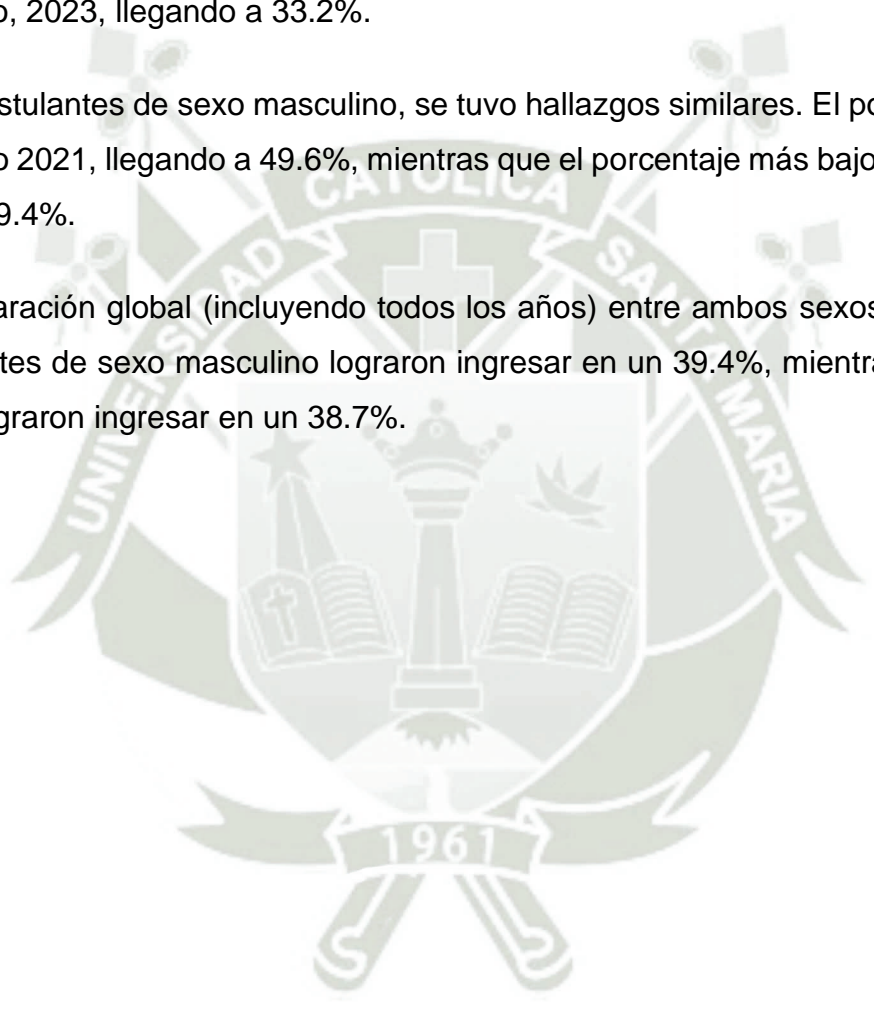 o, 2023, llegando a 33.2%.
stulantes de sexo masculino, se tuvo hallazgos similares. El po
o 2021, llegando a 49.6%, mientras que el porcentaje más bajo
9.4%.
aración global (incluyendo todos los años) entre ambos sexos
tes de sexo masculino lograron ingresar en un 39.4%, mientra
graron ingresar en un 38.7%.
UNIVERSIDAD CATOLICA SANTA MARIA
1961